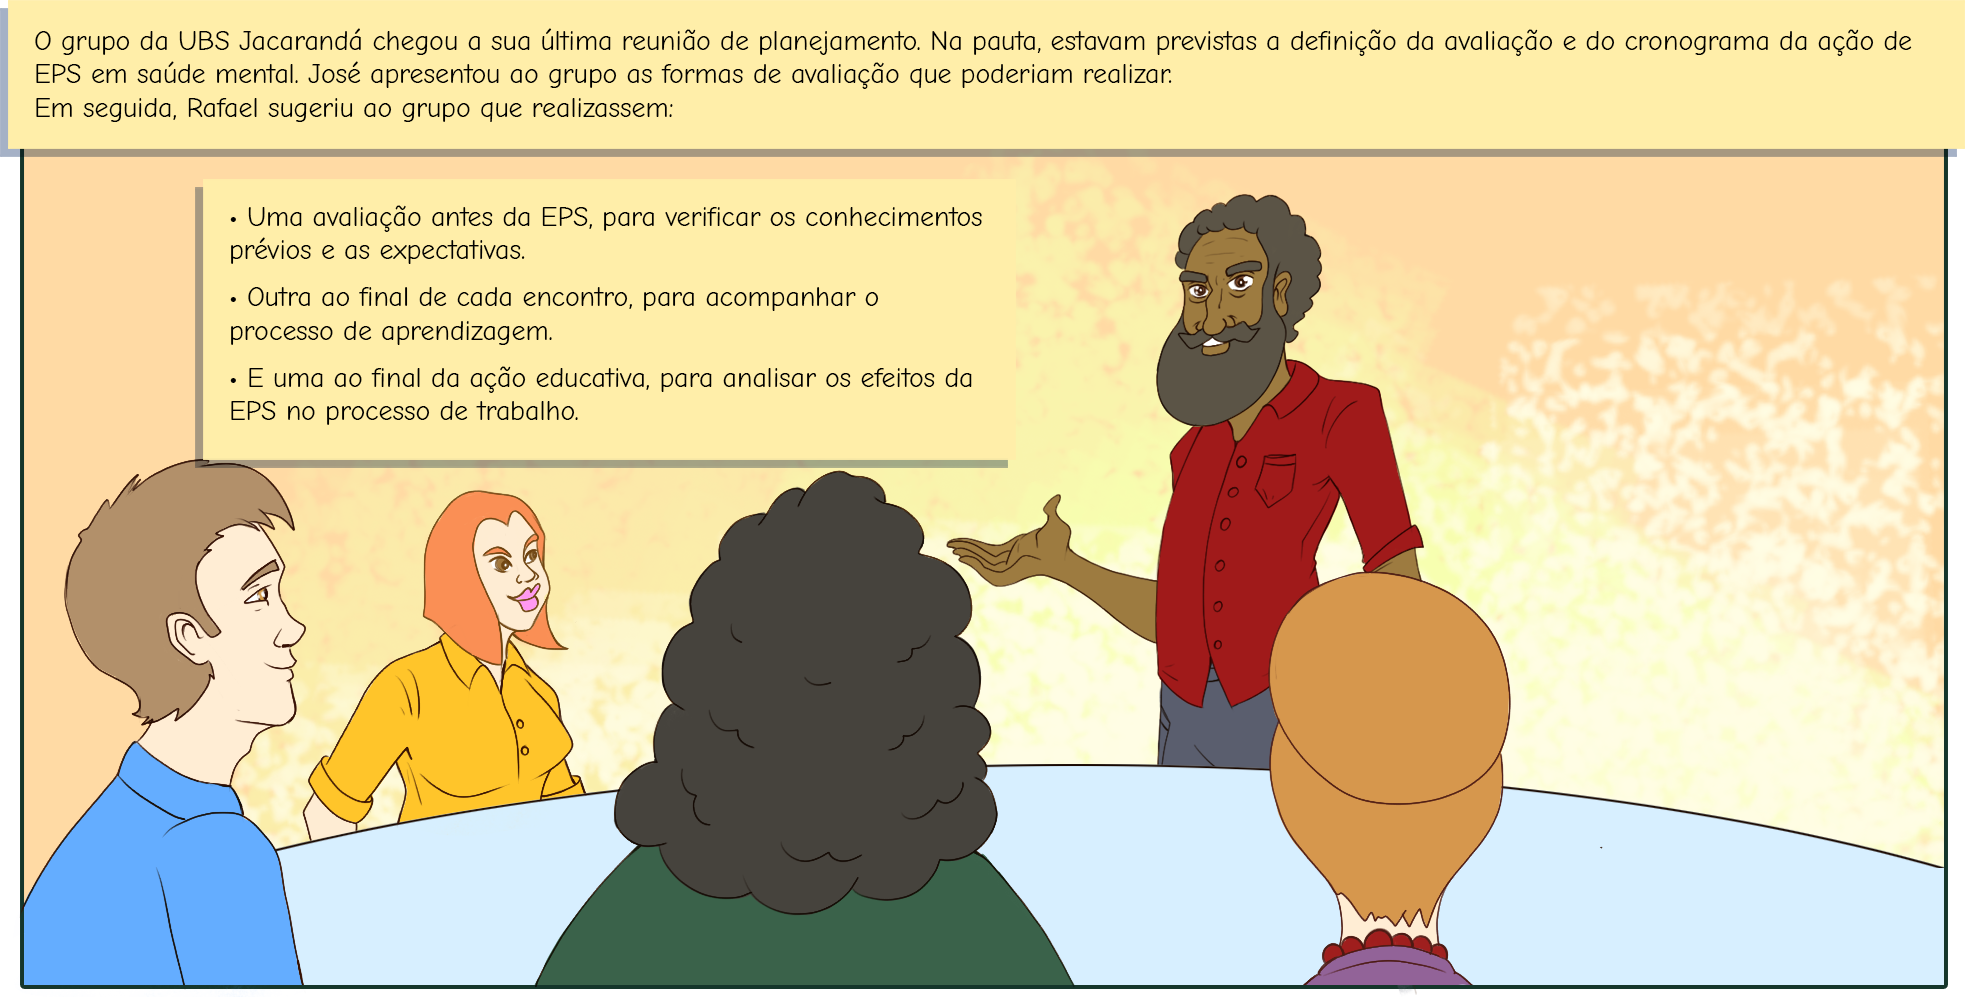 O grupo da UBS Jacarandá chegou a sua última reunião de planejamento. Na pauta, estavam previstas a definição da avaliação e do cronograma da ação de
EPS em saúde mental. José apresentou ao grupo as formas de avaliação que poderiam realizar.
Em seguida, Rafael sugeriu ao grupo que realizassem:
• Uma avaliação antes da EPS, para verificar os conhecimentos
prévios e as expectativas.
• Outra ao final de cada encontro, para acompanhar o
processo de aprendizagem.
• E uma ao final da ação educativa, para analisar os efeitos da
EPS no processo de trabalho.